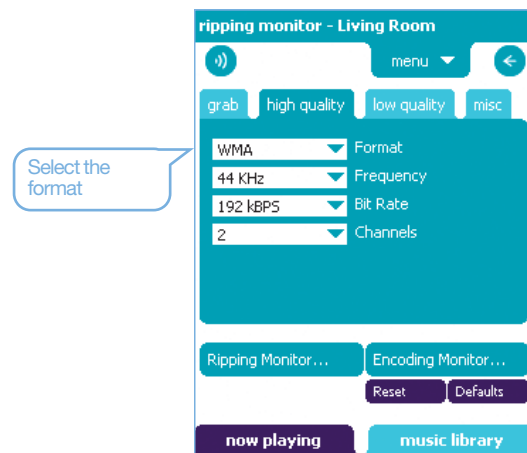 ripping monitor - Living Room
menu
grab high quality low quality misc
Select the
format
WMA Format
44 KHz Frequency
192 kBPS Bit Rate
2 Channels
Ripping Monitor... Encoding Monitor...
Reset Defaults
now playing music library